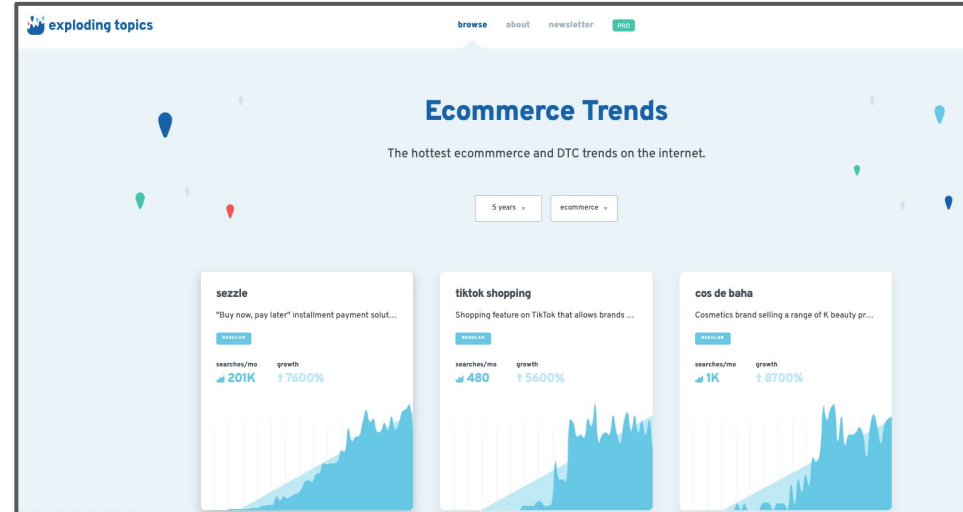 exploding topics
browse about newsletter PRO
Ecommerce Trends
The hottest ecommmerce and DTC trends on the internet.
5 years ecommerce
sezzle
"Buy now, pay later" installment payment solut...
REGULAR
searches/mo growth
201K ↑7600%
tiktok shopping
Shopping feature on TikTok that allows brands ...
REGULAR
searches/mo growth
480 ↑5600%
cos de baha
Cosmetics brand selling a range of K beauty pr...
REGULAR
searches/mo growth
1K ↑8700%